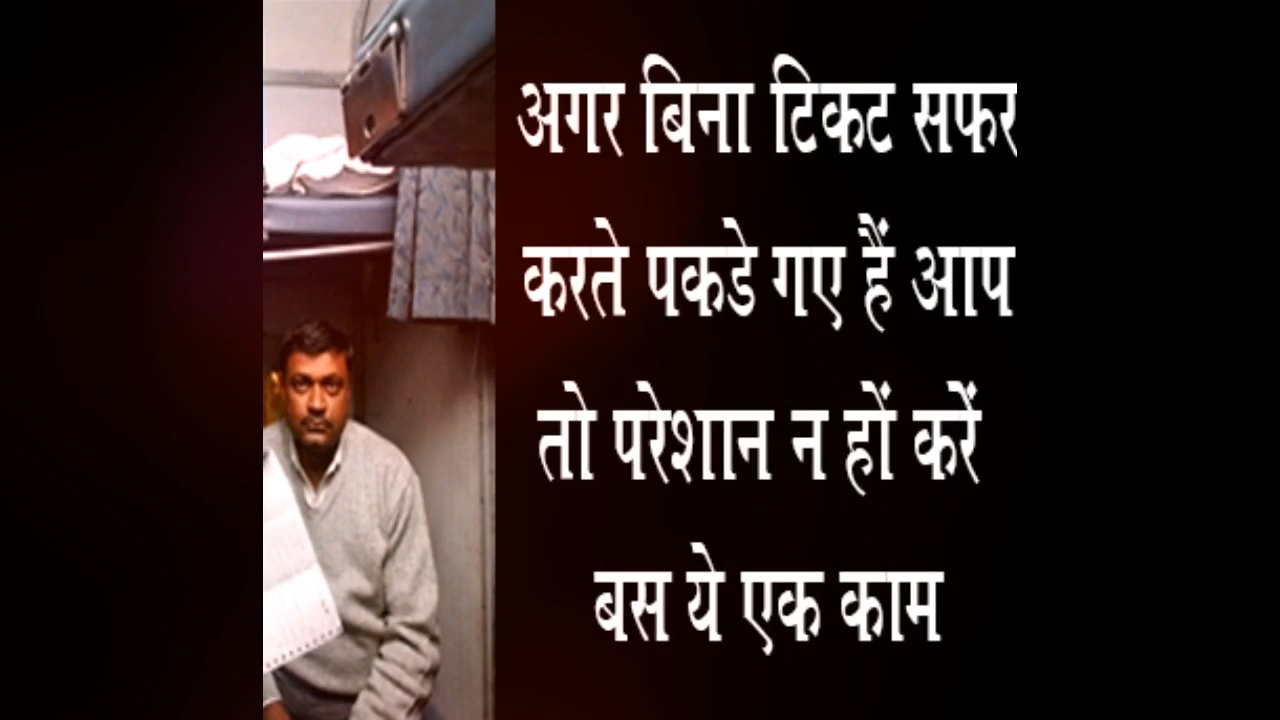 अगर बिना टिकट सफर
करते पकडे गए हैं आप
तो परेशान न हों करें
बस ये एक काम